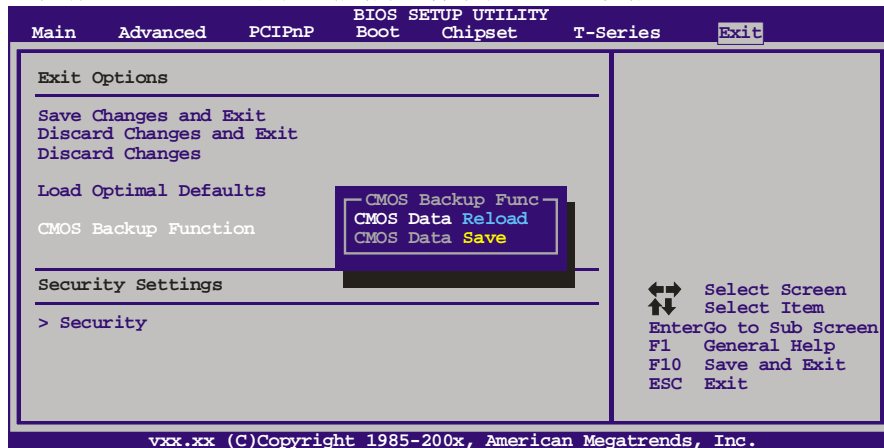 BIOS SETUP UTILITY
Main Advanced PCIPnP Boot Chipset T-Series Exit
Exit Options
Save Changes and Exit
Discard Changes and Exit
Discard Changes
Load Optimal Defaults
CMOS Backup Function
CMOS Backup Func
CMOS Data Reload
CMOS Data Save
Security Settings
> Security
Select Screen
Select Item
EnterGo to Sub Screen
F1 General Help
F10 Save and Exit
ESC Exit
vxx.xx (C)Copyright 1985-200x, American Megatrends, Inc.